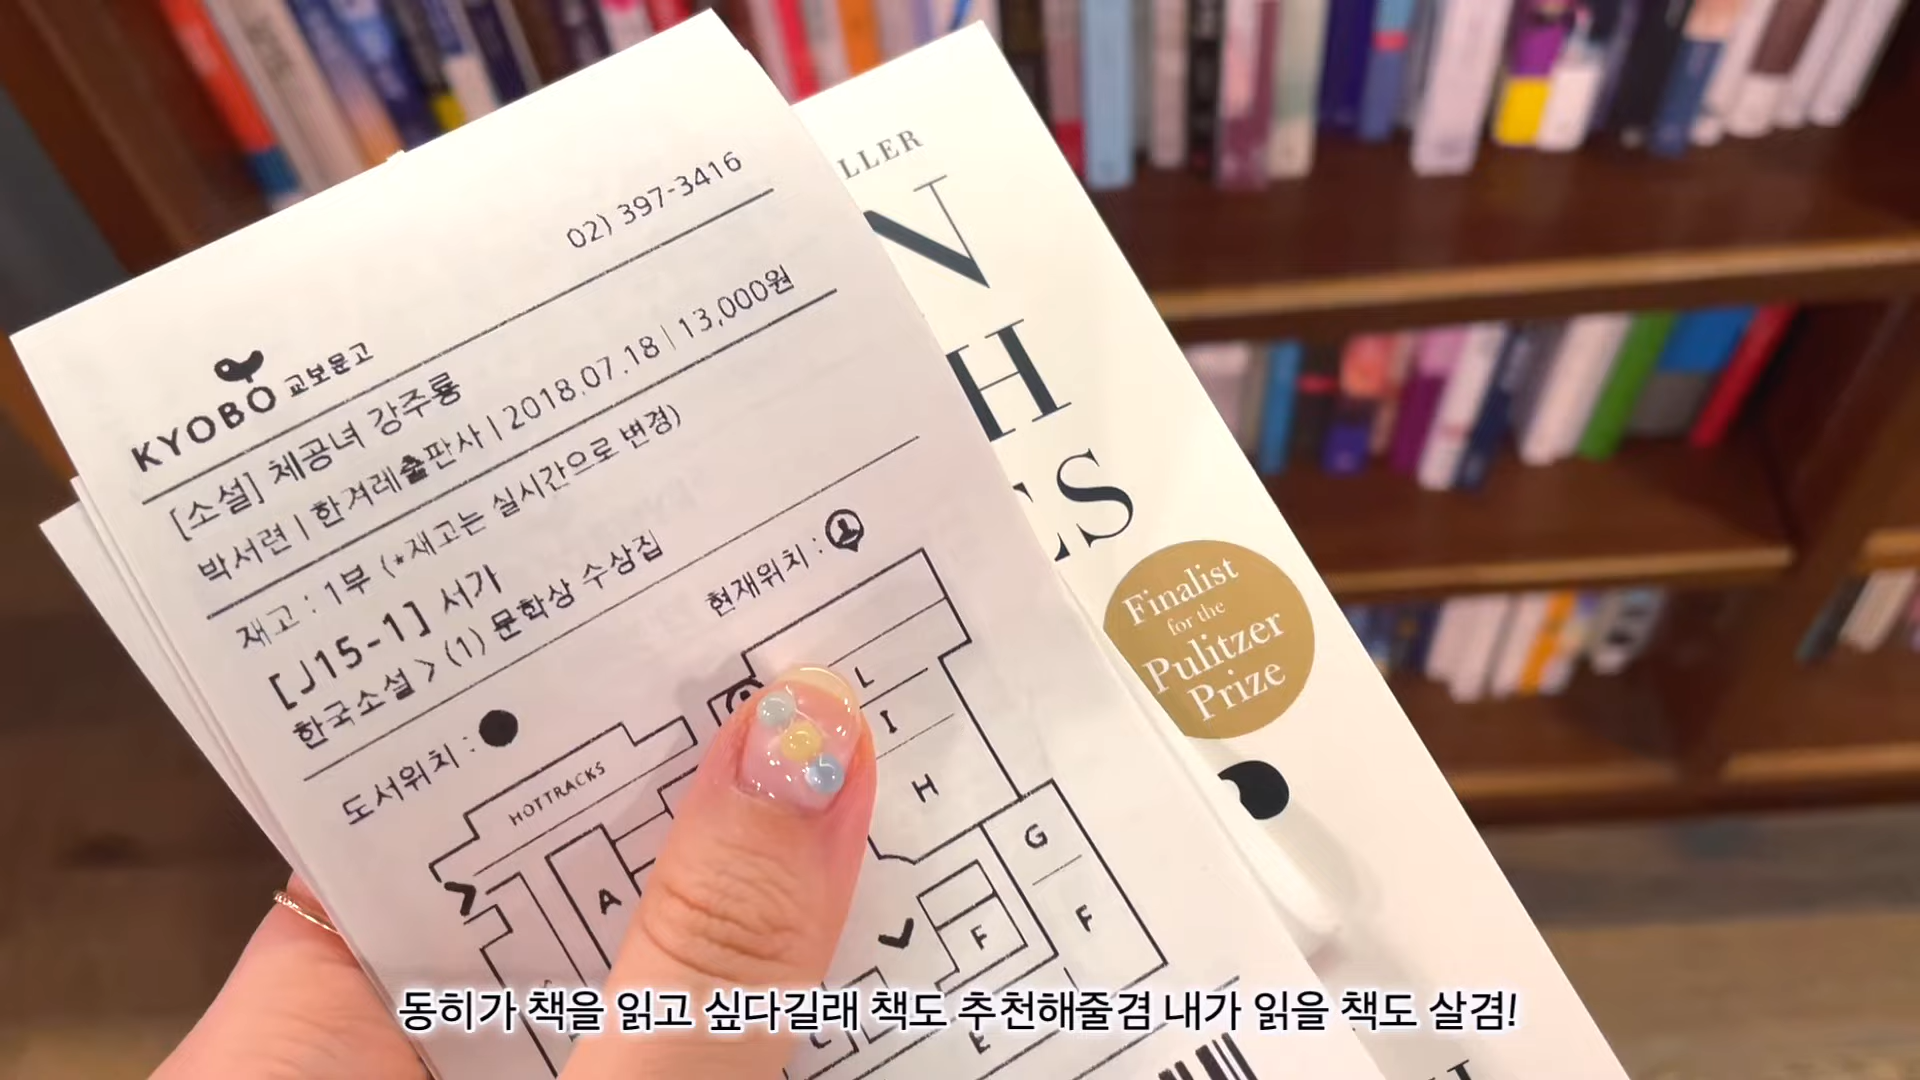 02) 397-3416
KYOBO 교보문고
[소설] 체공녀 강주룡
박서련 | 한겨레출판사 | 2018.07.18 | 13,000원
재고 : 1부 (*재고는 실시간으로 변경)
[J15-1] 서가
한국소설 > (1) 문학상 수상집
현재위치 :
도서위치 :
HOTTRACKS
L
I
H
G
A
F
F
E
LLER
N
H
ES
Finalist
for the
Pulitzer
Prize
동히가 책을 읽고 싶다길래 책도 추천해줄겸 내가 읽을 책도 살겸!